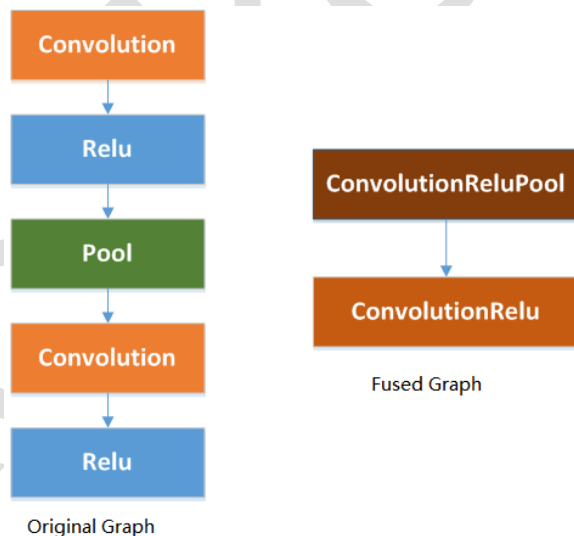 Convolution
Relu
Pool
Convolution
Relu
Original Graph
ConvolutionReluPool
ConvolutionRelu
Fused Graph